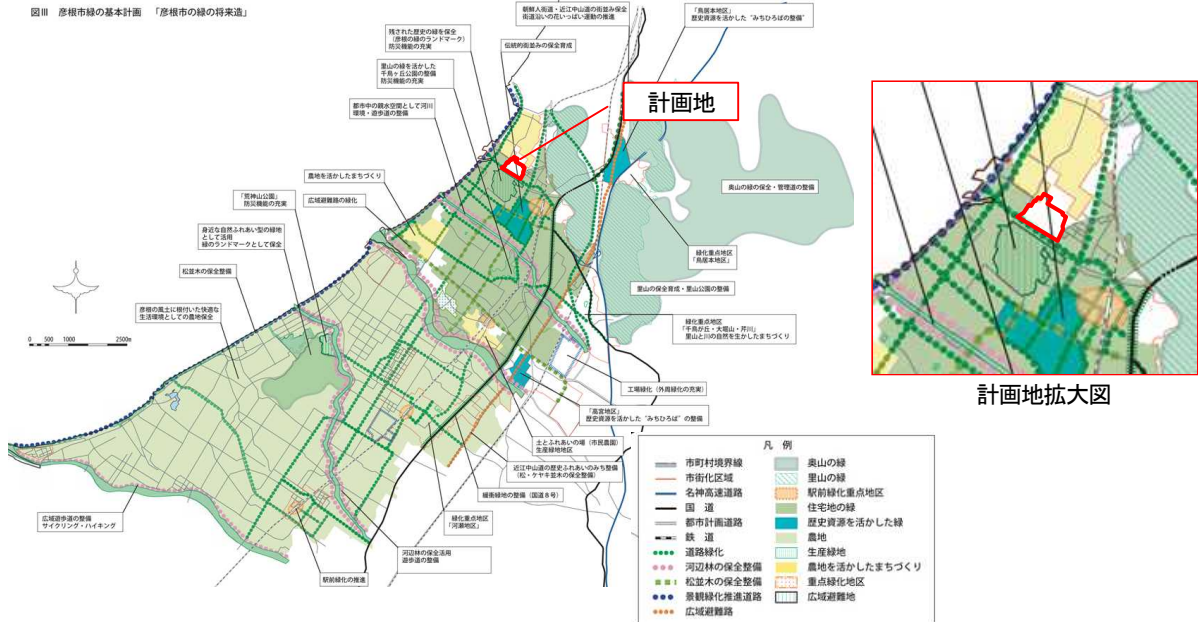 図Ⅲ 彦根市緑の基本計画 「彦根市の緑の将来造」
朝鮮人街道・近江中山道の街並み保全
街道沿いの花いっぱい運動の推進
「鳥居本地区」
歴史資源を活かした“みちひろばの整備”
残された歴史の緑を保全
(彦根の緑のランドマーク)
防災機能の充実
伝統的街並みの保全育成
里山の緑を活かした
千鳥ヶ丘公園の整備
防災機能の充実
計画地
都市中の親水空間として河川
環境・遊歩道の整備
農地を活かしたまちづくり
奥山の緑の保全・管理道の整備
「荒神山公園」
防災機能の充実
広域避難路の緑化
身近な自然ふれあい型の緑地
として活用
緑のランドマークとして保全
松並木の保全整備
緑化重点地区
「鳥居本地区」
里山の保全育成・里山公園の整備
彦根の風土に根付いた快適な
生活環境としての農地保全
緑化重点地区
「千鳥が丘・大堀山・芹川」
里山と川の自然を生かしたまちづくり
0 500 1000 2500m
工場緑化(外周緑化の充実)
計画地拡大図
「高宮地区」
歴史資源を活かした“みちひろば”の整備
土とふれあいの場(市民農園)
生産緑地地区
近江中山道の歴史ふれあいのみち整備
(松・ケヤキ並木の保全整備)
緩衝緑地の整備(国道8号)
緑化重点地区
「河瀬地区」
広域遊歩道の整備
サイクリング・ハイキング
河辺林の保全活用
遊歩道の整備
駅前緑化の推進
凡 例
市町村境界線
市街化区域
名神高速道路
国 道
都市計画道路
鉄 道
道路緑化
河辺林の保全整備
松並木の保全整備
景観緑化推進道路
広域避難路
奥山の緑
里山の緑
駅前緑化重点地区
住宅地の緑
歴史資源を活かした緑
農地
生産緑地
農地を活かしたまちづくり
重点緑化地区
広域避難地